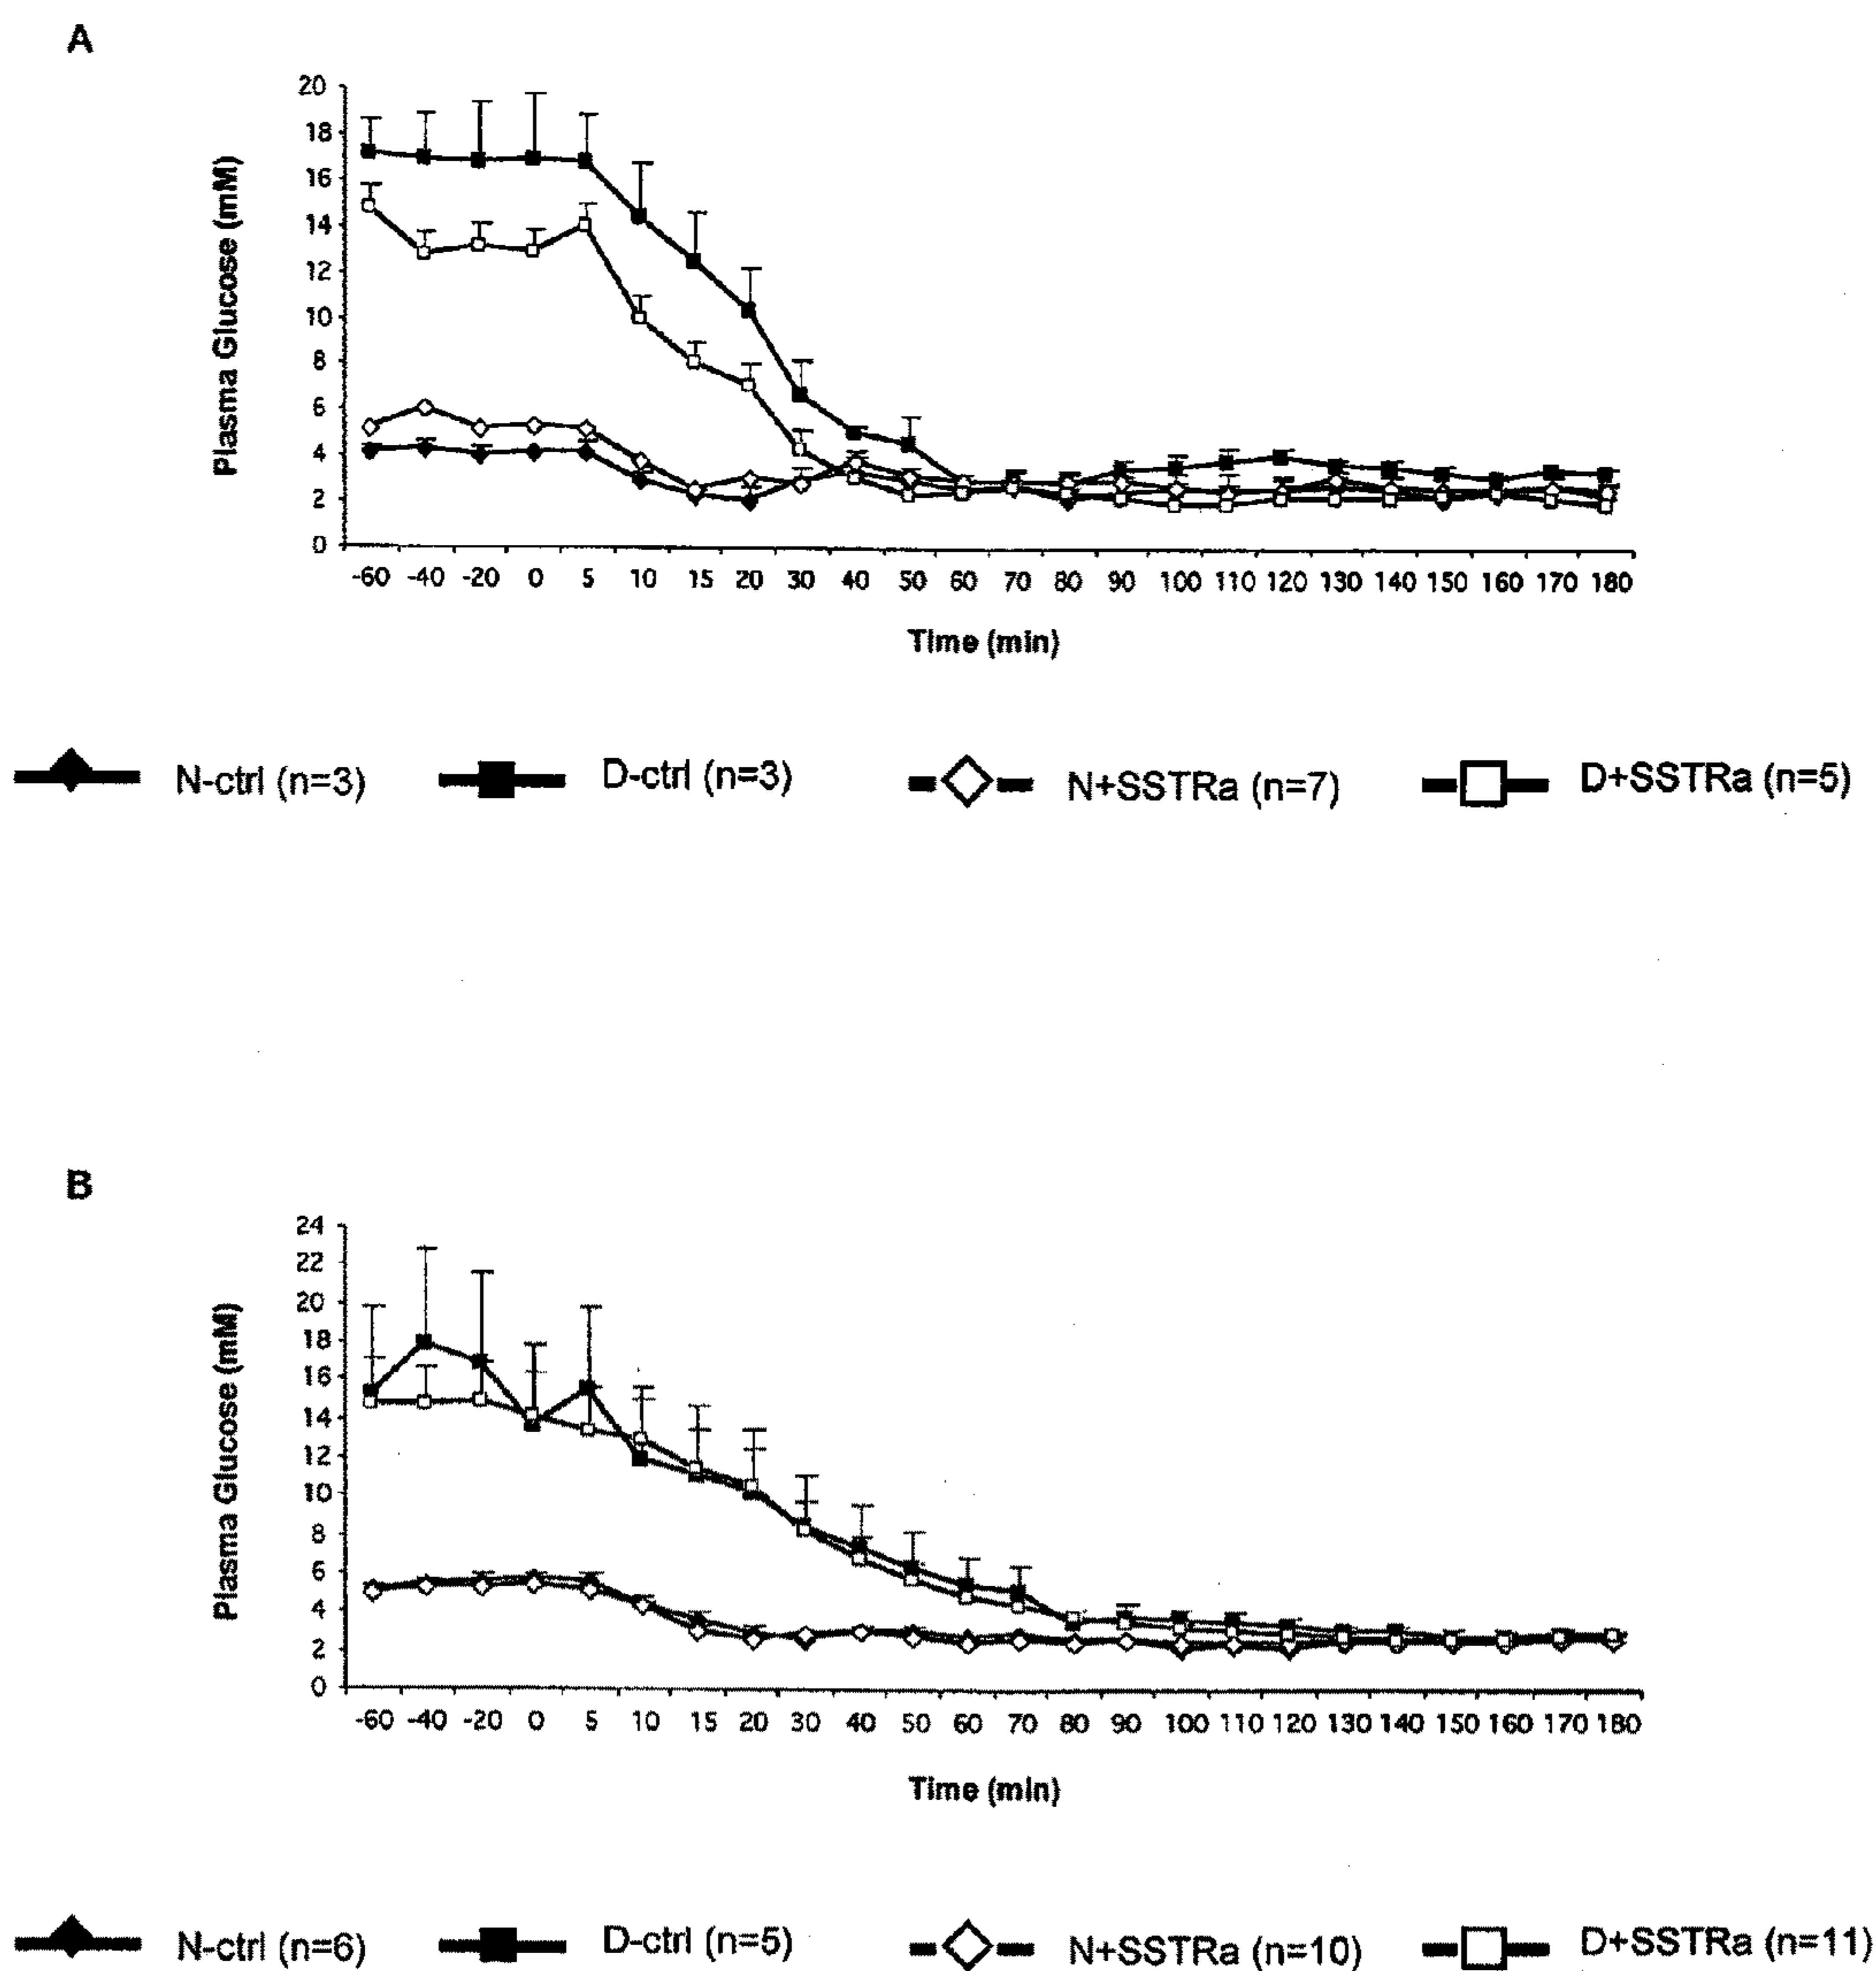 A
20
18
16
14
12
10
8
6
4
2
0
Plasma Glucose (mM)
-60 -40 -20 0 5 10 15 20 30 40 50 60 70 80 90 100 110 120 130 140 150 160 170 180
Time (min)
N-ctrl (n=3) D-ctrl (n=3) N+SSTRa (n=7) D+SSTRa (n=5)
B
24
22
20
18
16
14
12
10
8
6
4
2
0
Plasma Glucose (mM)
-60 -40 -20 0 5 10 15 20 30 40 50 60 70 80 90 100 110 120 130 140 150 160 170 180
Time (min)
N-ctrl (n=6) D-ctrl (n=5) N+SSTRa (n=10) D+SSTRa (n=11)